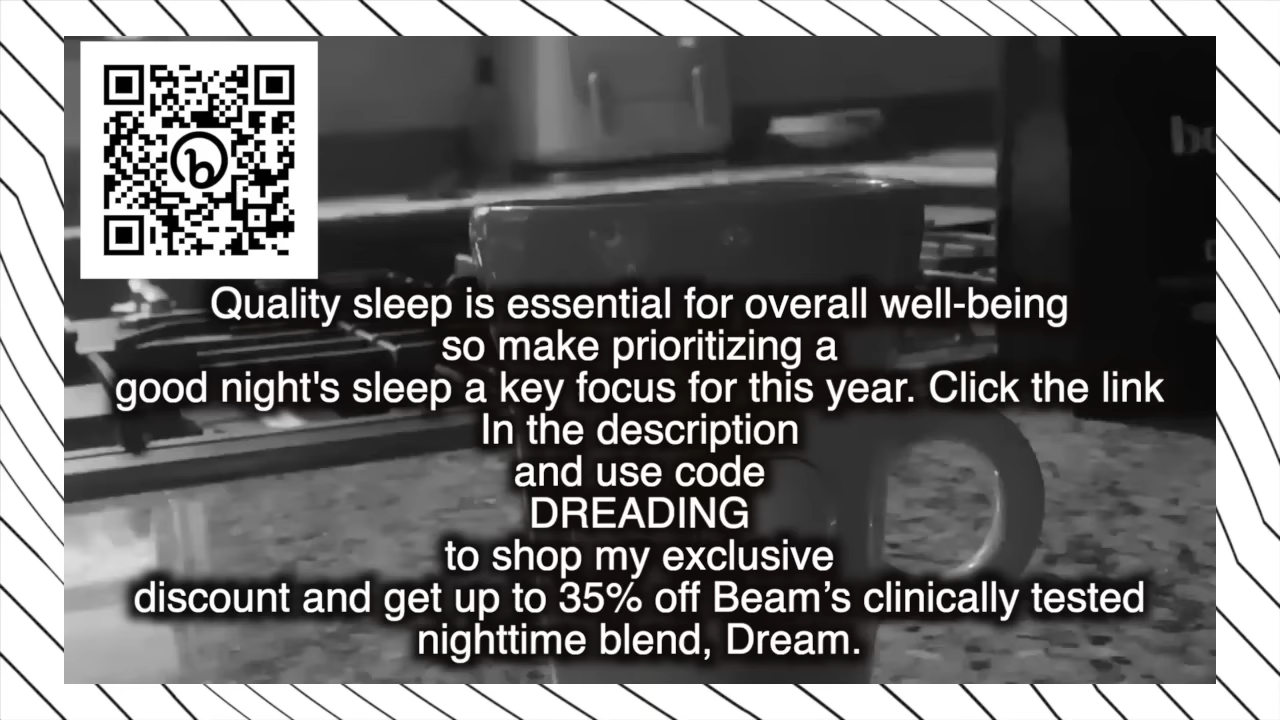 b
Quality sleep is essential for overall well-being
so make prioritizing a
good night's sleep a key focus for this year. Click the link
In the description
and use code
DREADING
to shop my exclusive
discount and get up to 35% off Beam’s clinically tested
nighttime blend, Dream.